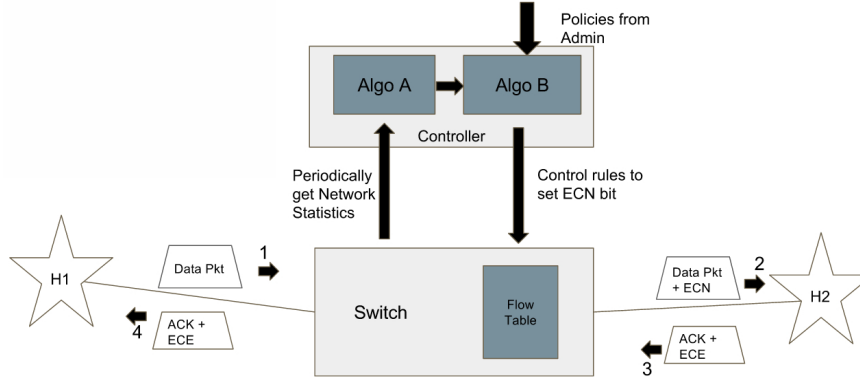 Policies from
Admin
Algo A
Algo B
Controller
Periodically
get Network
Statistics
Control rules to
set ECN bit
1
Data Pkt
H1
4
ACK +
ECE
Switch
Flow
Table
2
Data Pkt
+ ECN
H2
ACK +
ECE
3